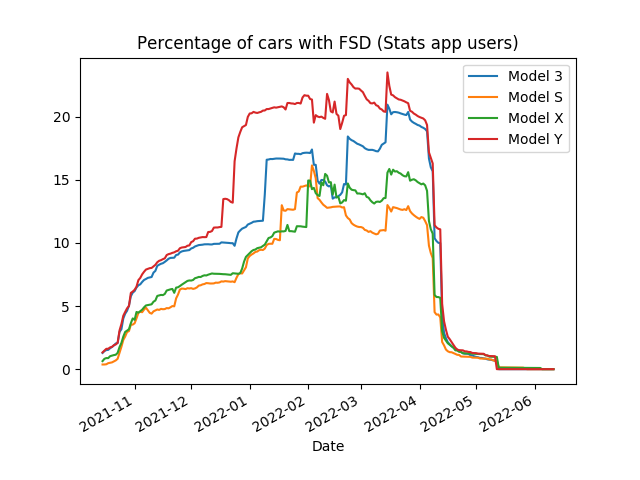 Percentage of cars with FSD (Stats app users)
Model 3
Model S
Model X
Model Y
20
15
10
5
0
2021-11
2021-12
2022-01
2022-02
2022-03
2022-04
2022-05
2022-06
Date